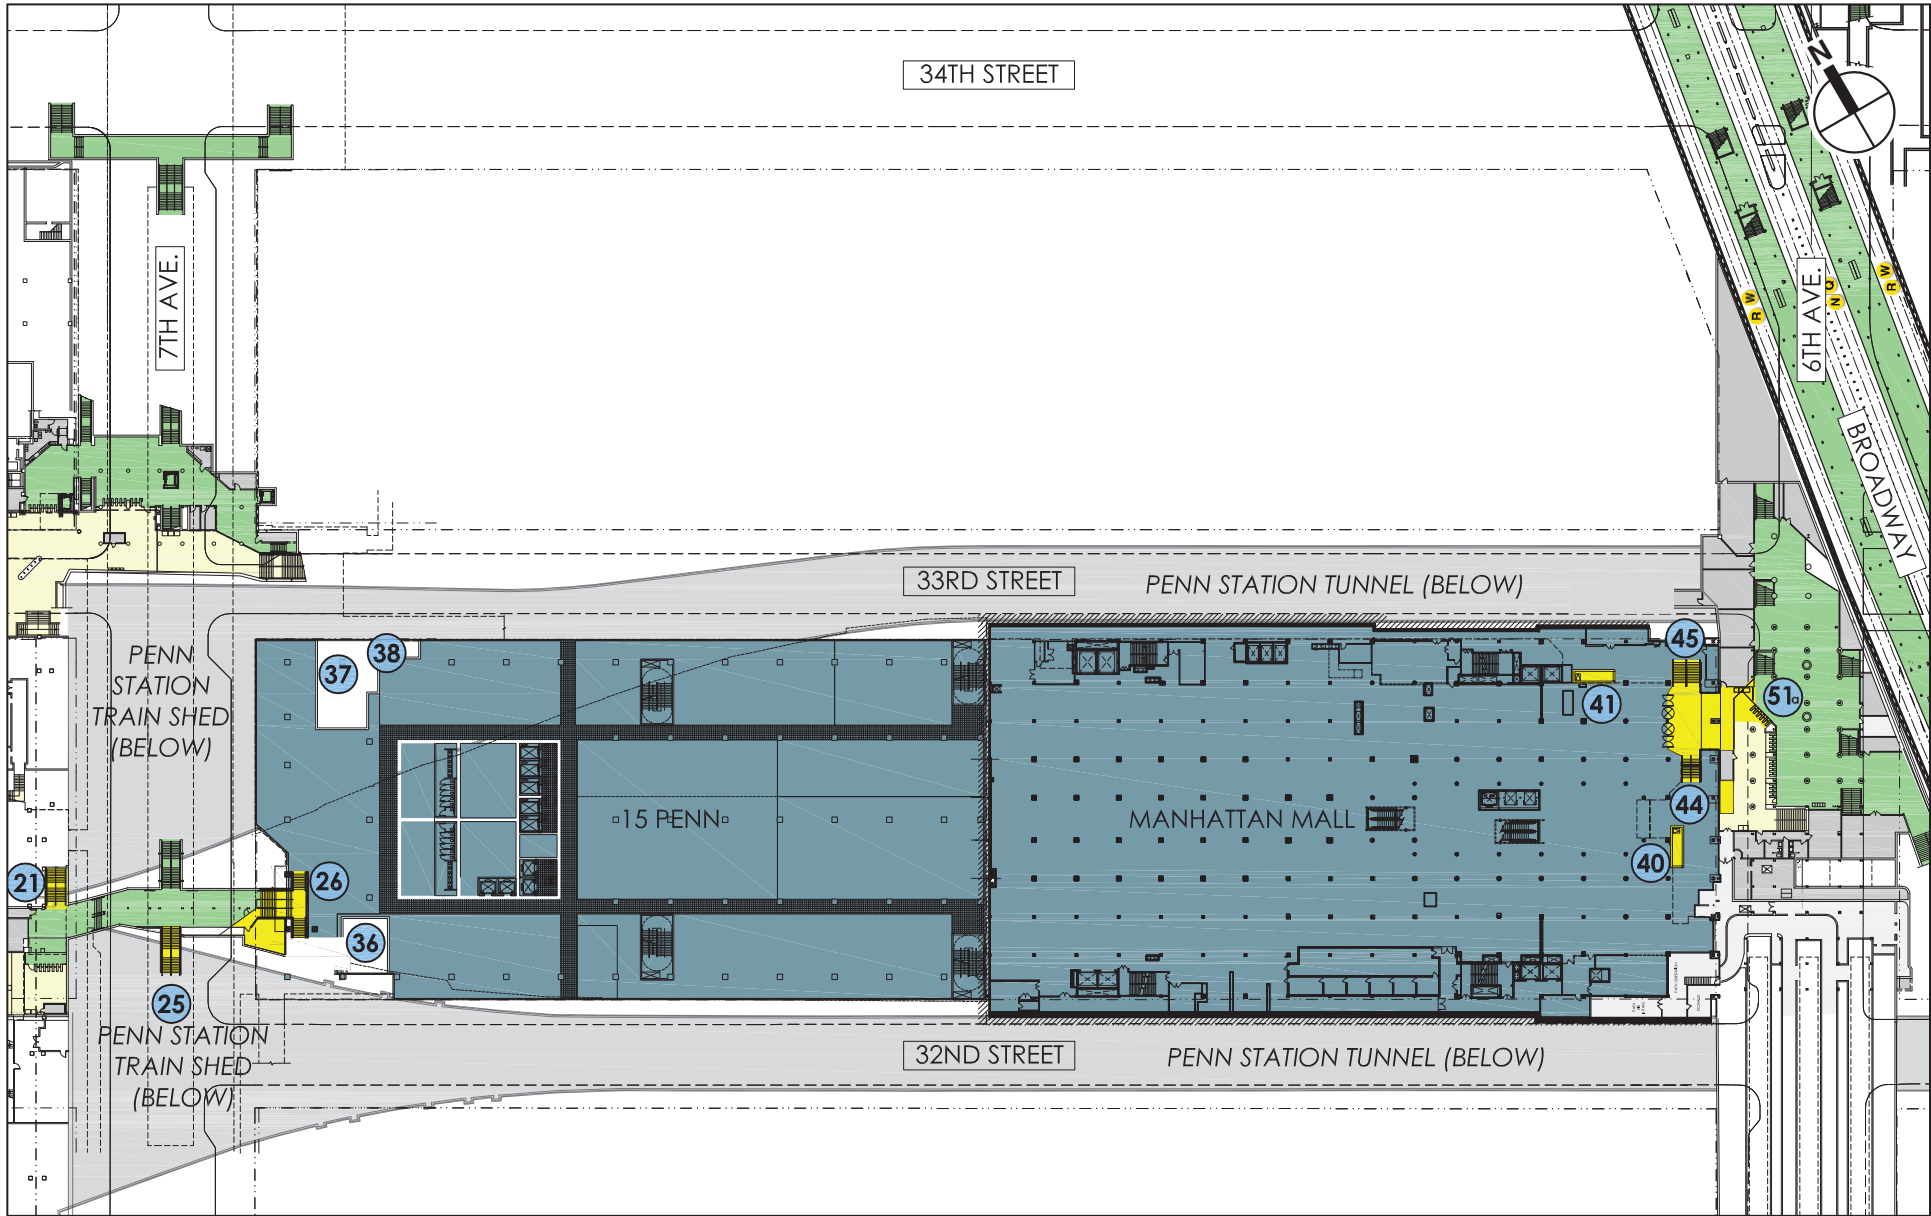 34TH STREET
N
7TH AVE.
6TH AVE.
R W
N Q
R W
BROADWAY
33RD STREET
PENN STATION TUNNEL (BELOW)
PENN
STATION
TRAIN SHED
(BELOW)
37
38
45
41
51a
15 PENN
MANHATTAN MALL
44
40
21
26
36
25
PENN STATION
TRAIN SHED
(BELOW)
32ND STREET
PENN STATION TUNNEL (BELOW)